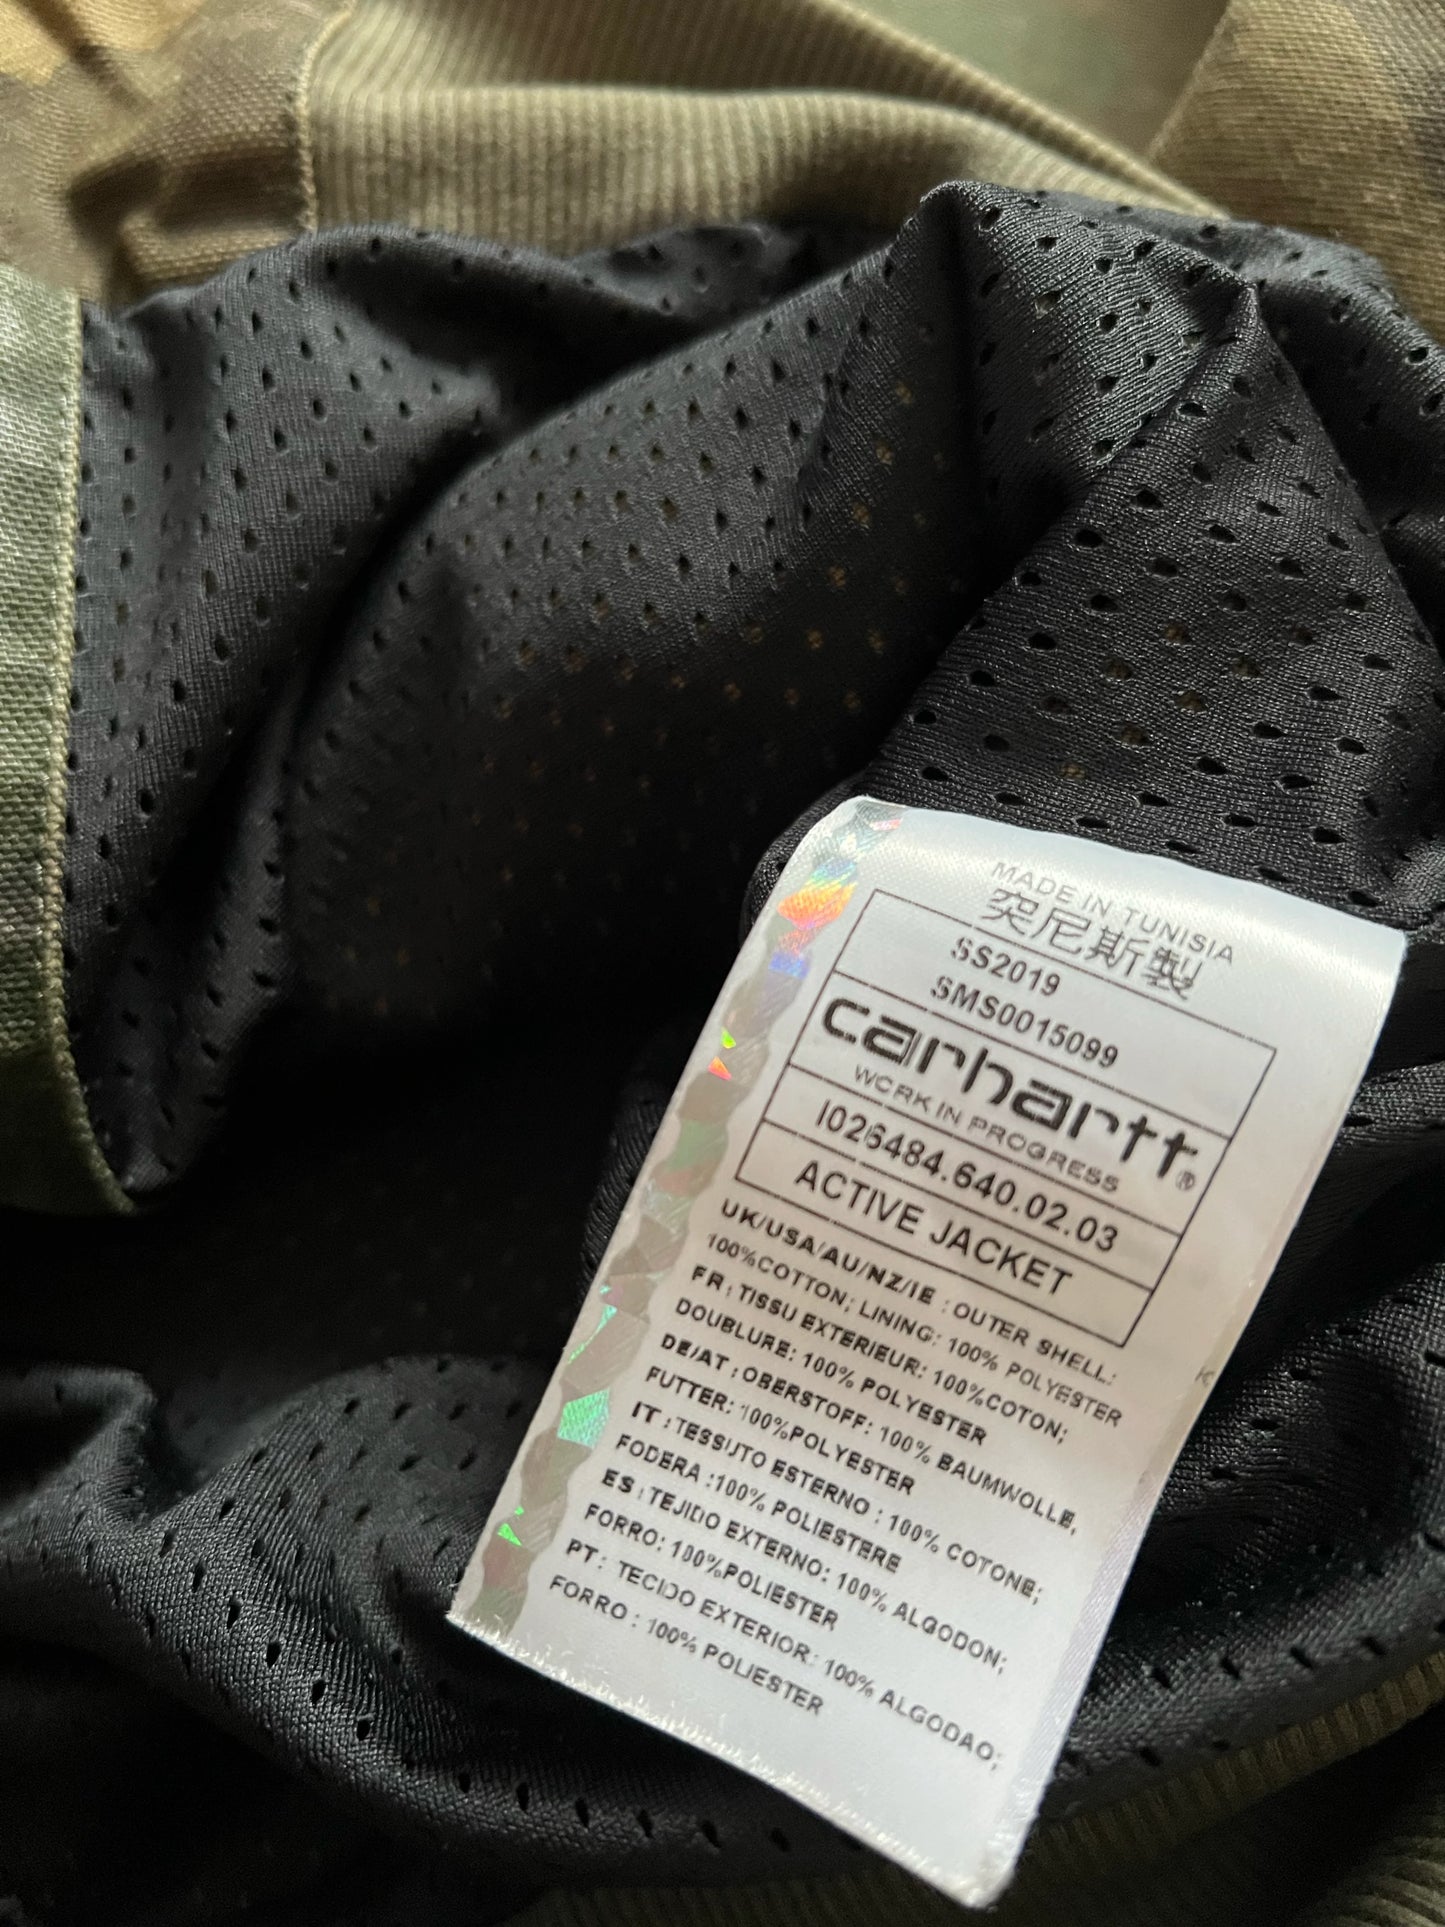 MADE IN TUNISIA
突尼斯製
SS2019
SMS0015099
carhartt®
WORK IN PROGRESS
I026484.640.02.03
ACTIVE JACKET
UK/USA/AU/NZ/IE : OUTER SHELL:
100%COTTON; LINING: 100% POLYESTER
FR : TISSU EXTERIEUR: 100%COTON;
DOUBLURE: 100% POLYESTER
DE/AT : OBERSTOFF: 100% BAUMWOLLE,
FUTTER: 100%POLYESTER
IT : TESSUTO ESTERNO : 100% COTONE;
FODERA :100% POLIESTERE
ES : TEJIDO EXTERNO: 100% ALGODON;
FORRO: 100%POLIESTER
PT : TECIDO EXTERIOR: 100% ALGODAO;
FORRO : 100% POLIESTER